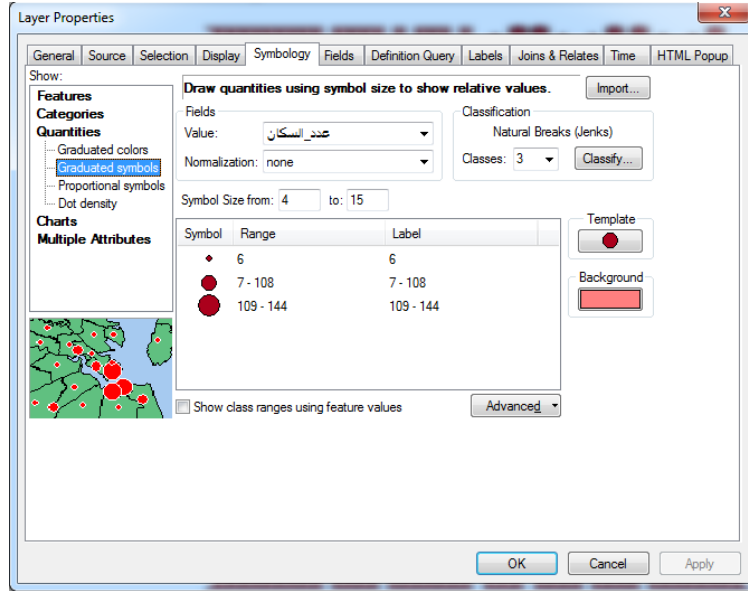 Layer Properties
General Source Selection Display Symbology Fields Definition Query Labels Joins & Relates Time HTML Popup
Show:
Features
Categories
Quantities
Graduated colors
Graduated symbols
Proportional symbols
Dot density
Charts
Multiple Attributes
Draw quantities using symbol size to show relative values. Import...
Fields
Value: عدد_السكان
Normalization: none
Classification
Natural Breaks (Jenks)
Classes: 3 Classify...
Symbol Size from: 4 to: 15
Symbol Range Label
6 6
7 - 108 7 - 108
109 - 144 109 - 144
Template
Background
Show class ranges using feature values
Advanced
OK Cancel Apply